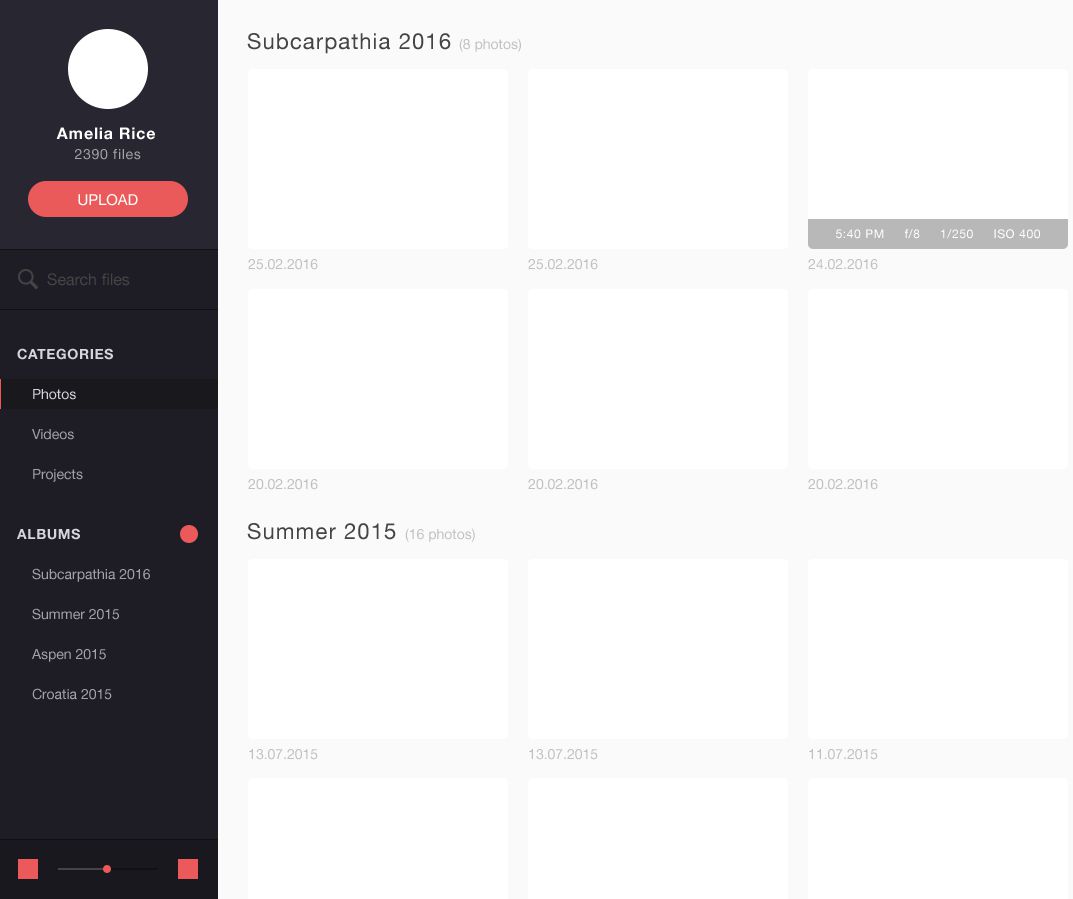 Amelia Rice
2390 files
UPLOAD
Search files
CATEGORIES
Photos
Videos
Projects
ALBUMS
Subcarpathia 2016
Summer 2015
Aspen 2015
Croatia 2015
Subcarpathia 2016 (8 photos)
5:40 PM f/8 1/250 ISO 400
25.02.2016 25.02.2016 24.02.2016
20.02.2016 20.02.2016 20.02.2016
Summer 2015 (16 photos)
13.07.2015 13.07.2015 11.07.2015